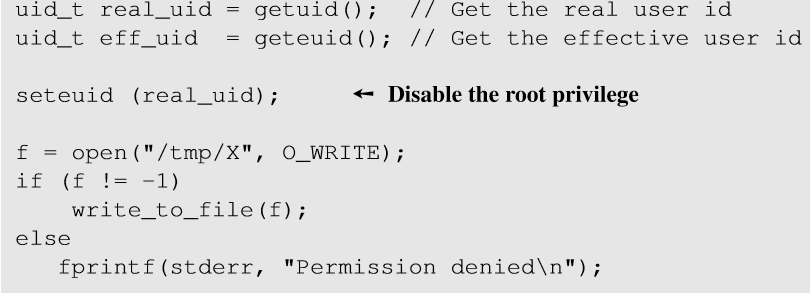 uid_t real_uid = getuid();  // Get the real user id
uid_t eff_uid  = geteuid(); // Get the effective user id
seteuid (real_uid);     ← Disable the root privilege
f = open("/tmp/X", O_WRITE);
if (f != -1)
    write_to_file(f);
else
   fprintf(stderr, "Permission denied\n");